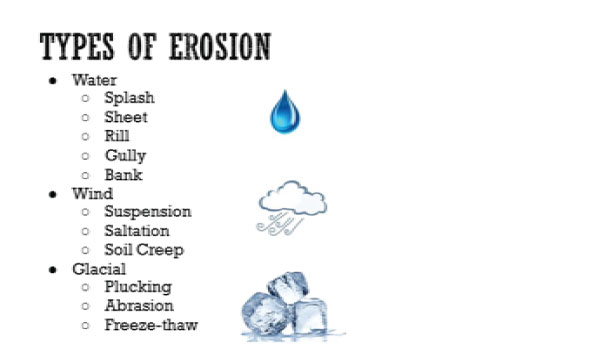 TYPES OF EROSION
● Water
○ Splash
○ Sheet
○ Rill
○ Gully
○ Bank
● Wind
○ Suspension
○ Saltation
○ Soil Creep
● Glacial
○ Plucking
○ Abrasion
○ Freeze-thaw